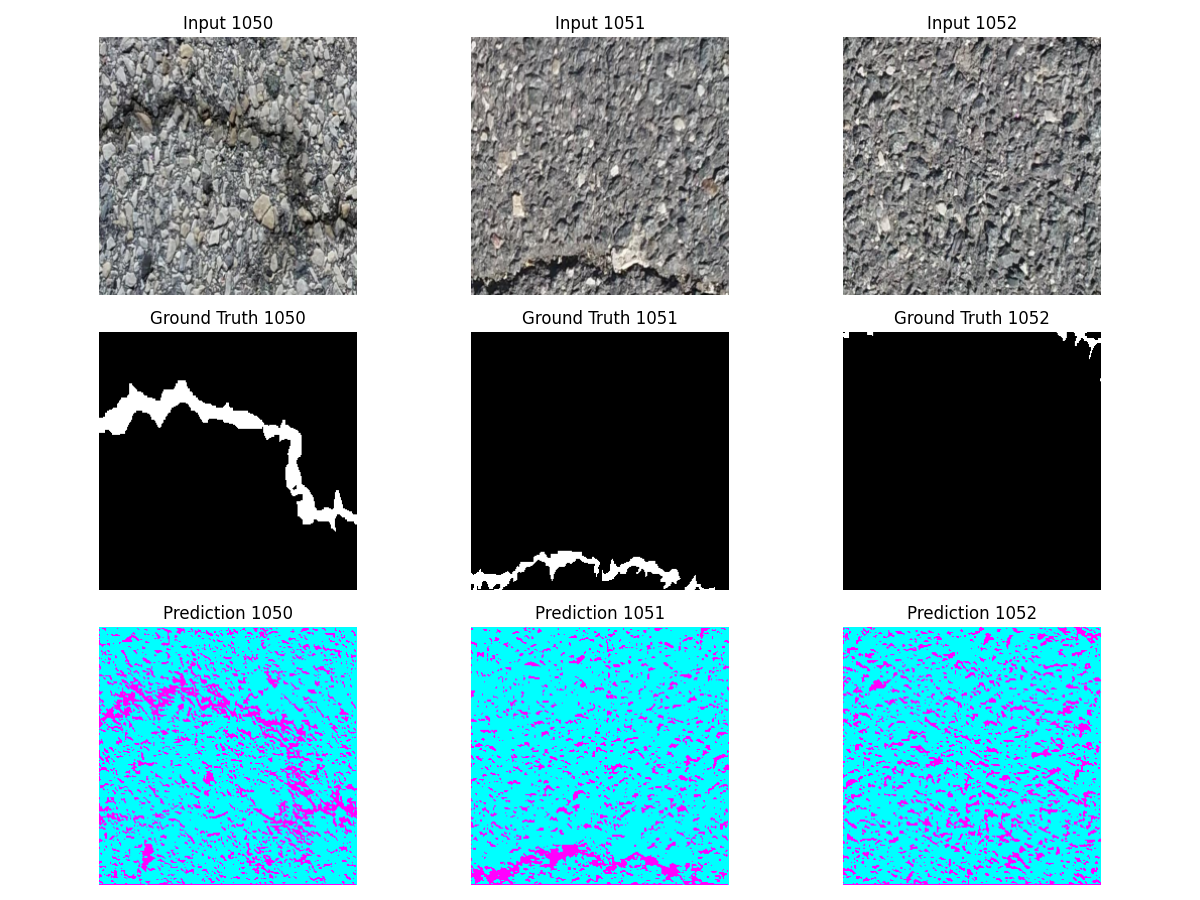 Input 1050
Input 1051
Input 1052
Ground Truth 1050
Ground Truth 1051
Ground Truth 1052
Prediction 1050
Prediction 1051
Prediction 1052